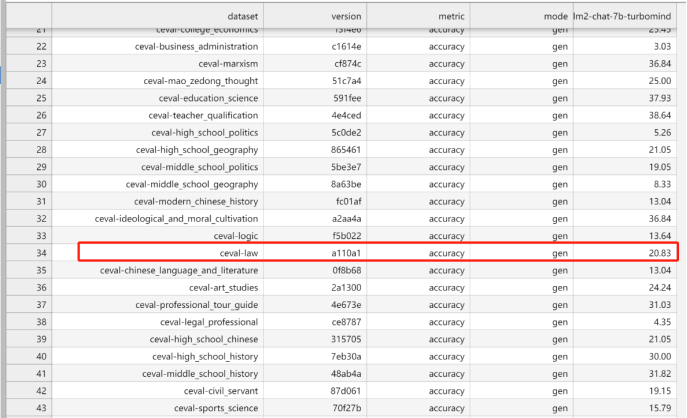 dataset version metric mode lm2-chat-7b-turbomind
21 ceval-college_economics f3f4e6 accuracy gen 25.45
22 ceval-business_administration c1614e accuracy gen 3.03
23 ceval-marxism cf874c accuracy gen 36.84
24 ceval-mao_zedong_thought 51c7a4 accuracy gen 25.00
25 ceval-education_science 591fee accuracy gen 37.93
26 ceval-teacher_qualification 4e4ced accuracy gen 38.64
27 ceval-high_school_politics 5c0de2 accuracy gen 5.26
28 ceval-high_school_geography 865461 accuracy gen 21.05
29 ceval-middle_school_politics 5be3e7 accuracy gen 19.05
30 ceval-middle_school_geography 8a63be accuracy gen 8.33
31 ceval-modern_chinese_history fc01af accuracy gen 13.04
32 ceval-ideological_and_moral_cultivation a2aa4a accuracy gen 36.84
33 ceval-logic f5b022 accuracy gen 13.64
34 ceval-law a110a1 accuracy gen 20.83
35 ceval-chinese_language_and_literature 0f8b68 accuracy gen 13.04
36 ceval-art_studies 2a1300 accuracy gen 24.24
37 ceval-professional_tour_guide 4e673e accuracy gen 31.03
38 ceval-legal_professional ce8787 accuracy gen 4.35
39 ceval-high_school_chinese 315705 accuracy gen 21.05
40 ceval-high_school_history 7eb30a accuracy gen 30.00
41 ceval-middle_school_history 48ab4a accuracy gen 31.82
42 ceval-civil_servant 87d061 accuracy gen 19.15
43 ceval-sports_science 70f27b accuracy gen 15.79